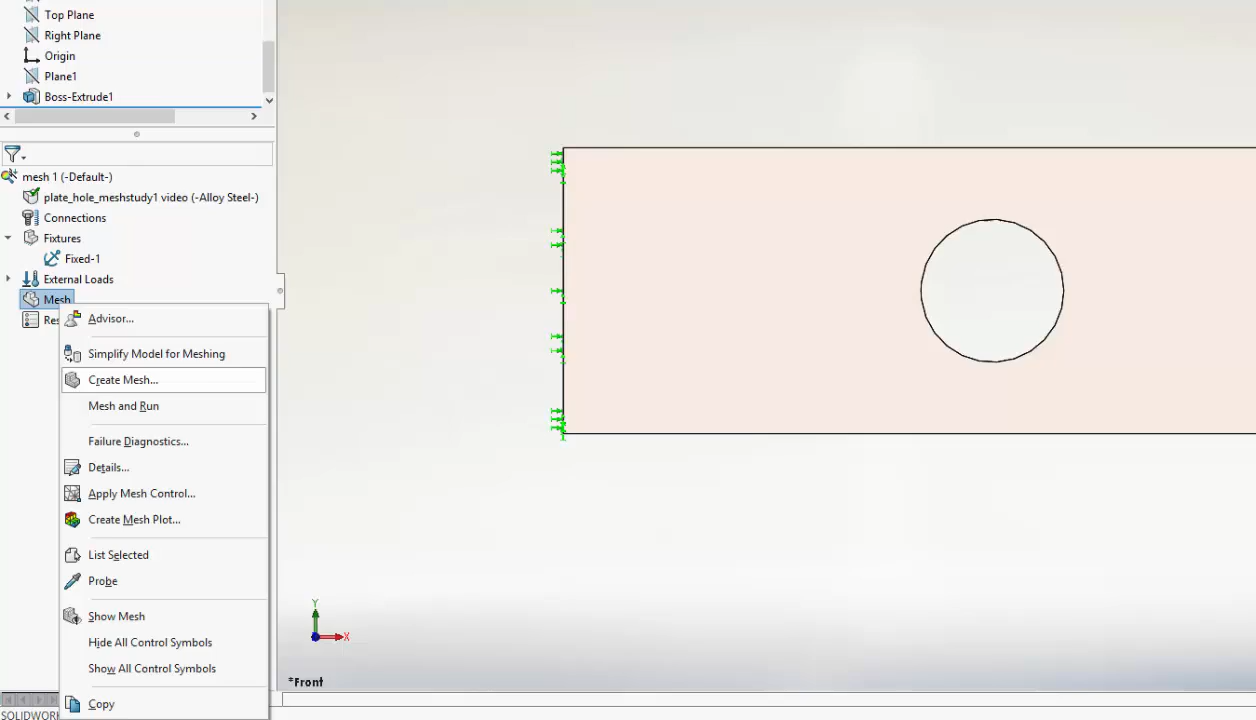 Top Plane
Right Plane
Origin
Plane1
Boss-Extrude1
mesh 1 (-Default-)
plate_hole_meshstudy1 video (-Alloy Steel-)
Connections
Fixtures
Fixed-1
External Loads
Mesh
Res
Advisor...
Simplify Model for Meshing
Create Mesh...
Mesh and Run
Failure Diagnostics...
Details...
Apply Mesh Control...
Create Mesh Plot...
List Selected
Probe
Show Mesh
Hide All Control Symbols
Show All Control Symbols
Copy
Y
X
*Front
SOLIDWORK